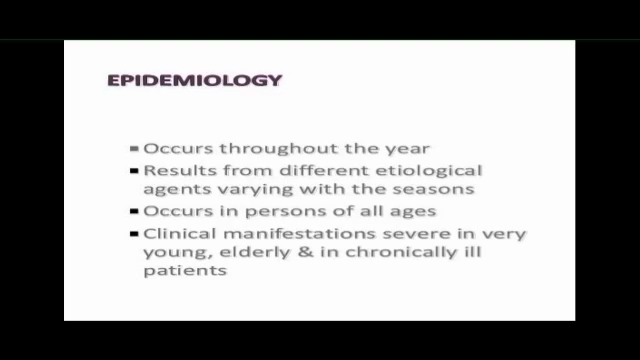 EPIDEMIOLOGY
▪ Occurs throughout the year
▪ Results from different etiological
agents varying with the seasons
▪ Occurs in persons of all ages
▪ Clinical manifestations severe in very
young, elderly & in chronically ill
patients